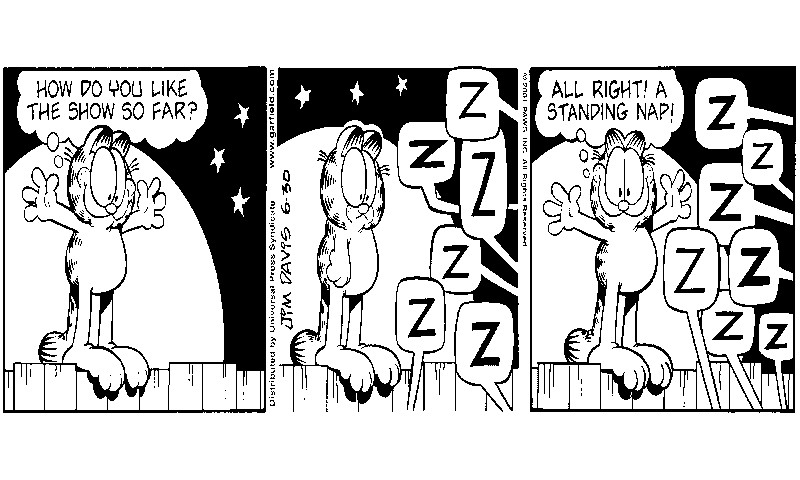 HOW DO YOU LIKE
THE SHOW SO FAR?
Distributed by Universal Press Syndicate www.garfield.com
JIM DAVIS 6-30
Z
Z
Z
Z
Z
Z
© 2001 PAWS, INC. All Rights Reserved.
ALL RIGHT! A
STANDING NAP!
Z
Z
Z
Z
Z
Z
Z